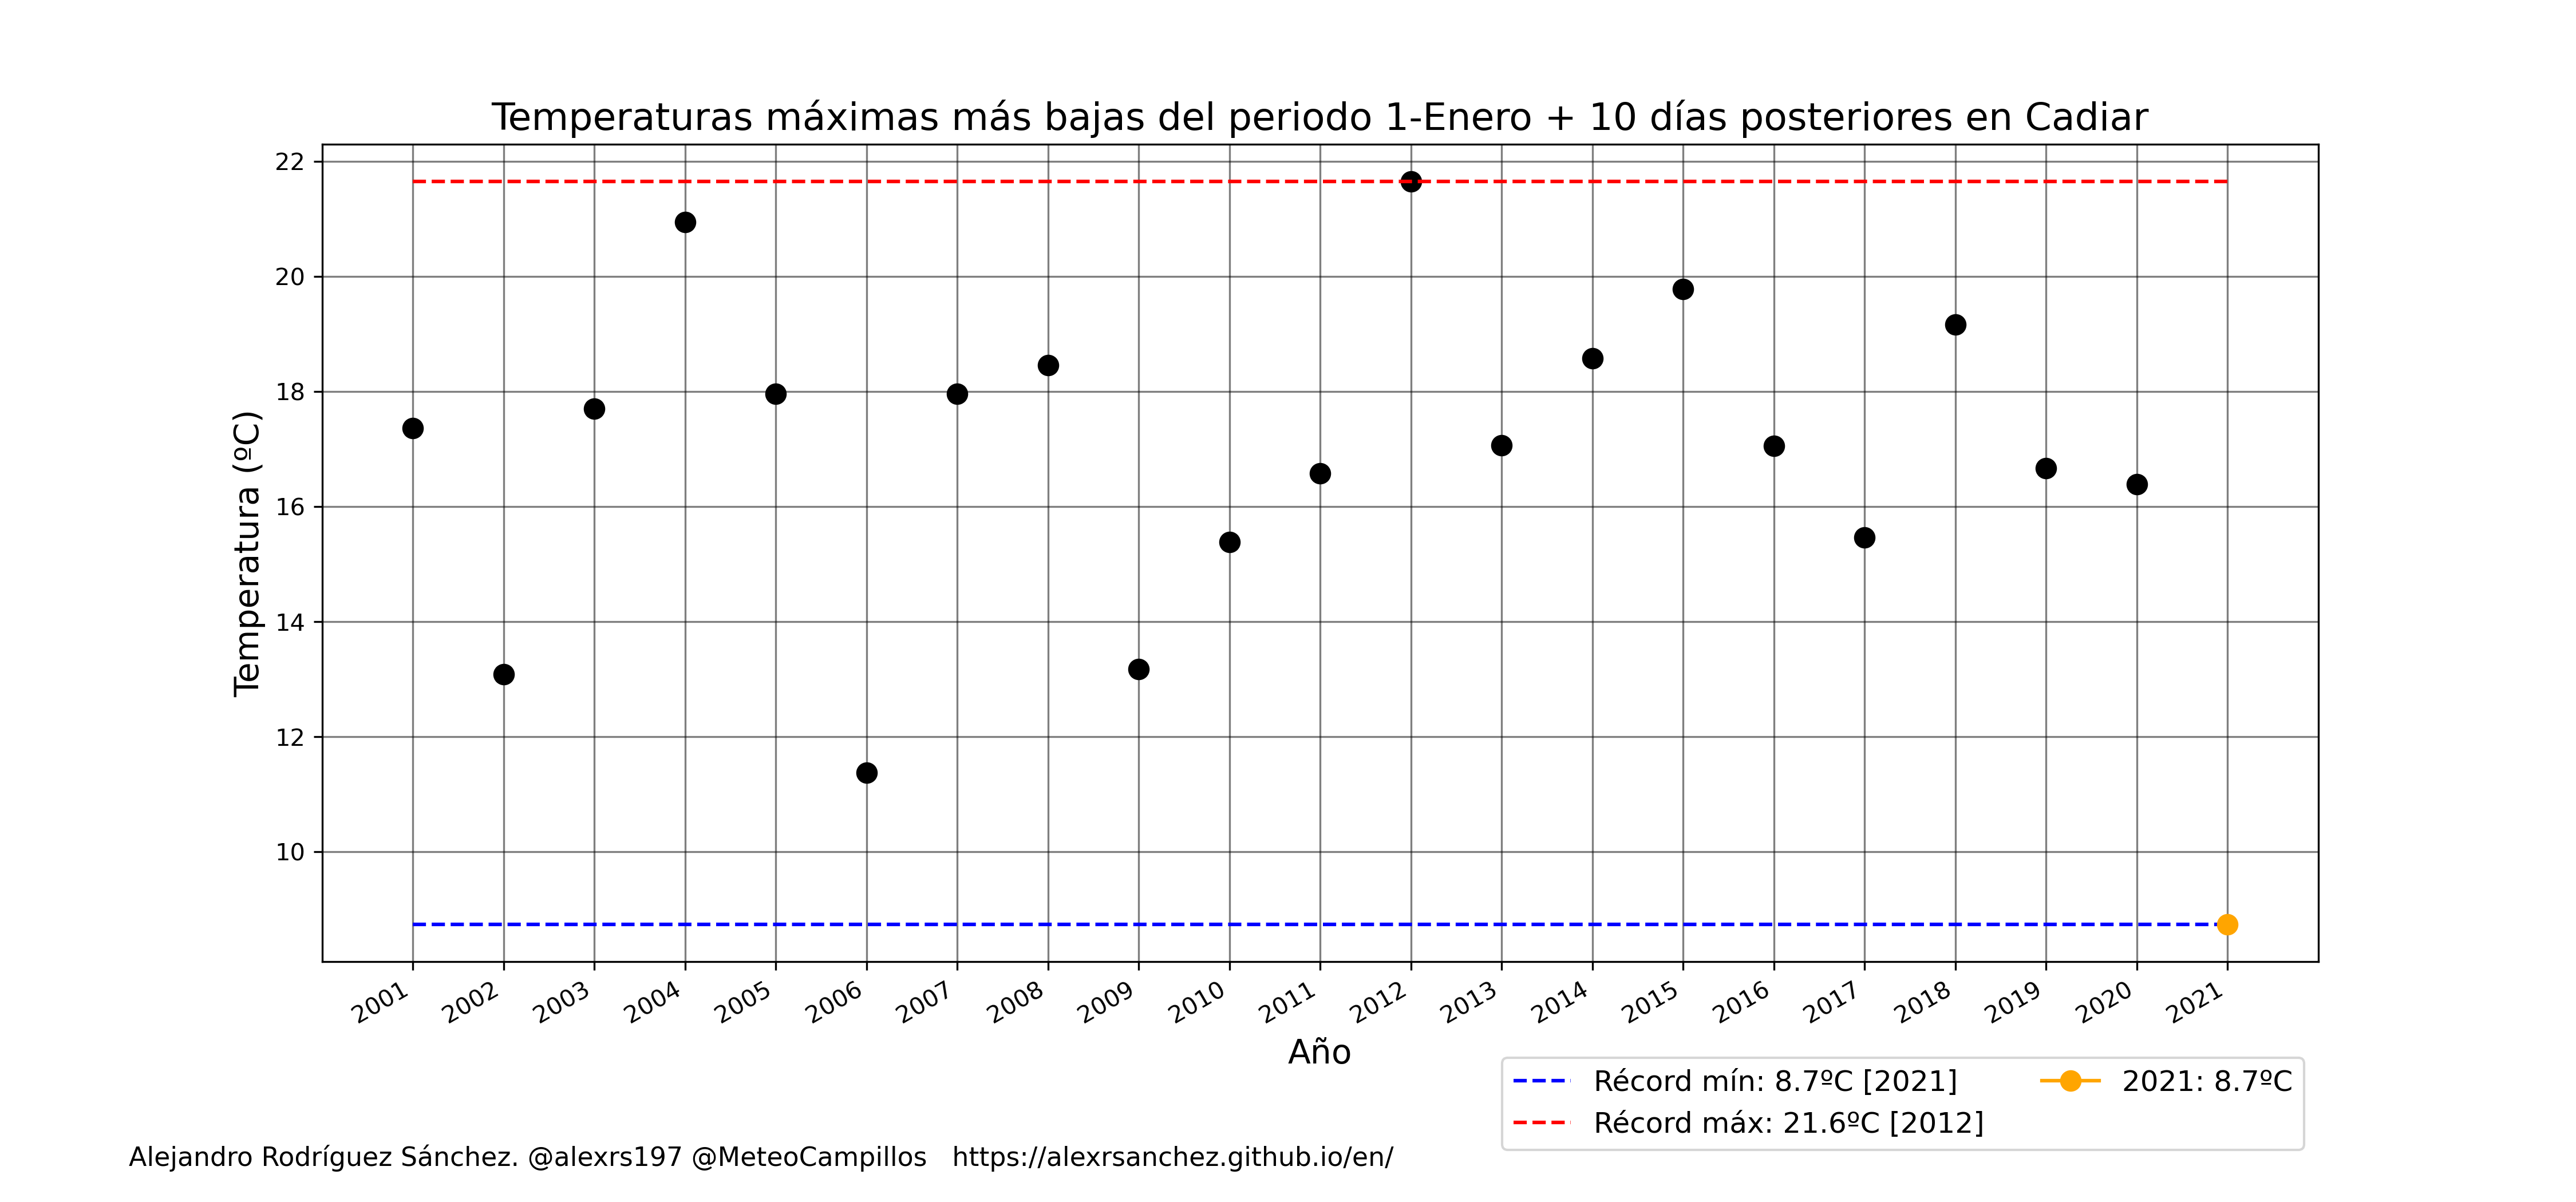 Temperaturas máximas más bajas del periodo 1-Enero + 10 días posteriores en Cadiar
Temperatura (ºC)
22
20
18
16
14
12
10
2001 2002 2003 2004 2005 2006 2007 2008 2009 2010 2011 2012 2013 2014 2015 2016 2017 2018 2019 2020 2021
Año
Récord mín: 8.7ºC [2021]
Récord máx: 21.6ºC [2012]
2021: 8.7ºC
Alejandro Rodríguez Sánchez. @alexrs197 @MeteoCampillos https://alexrsanchez.github.io/en/